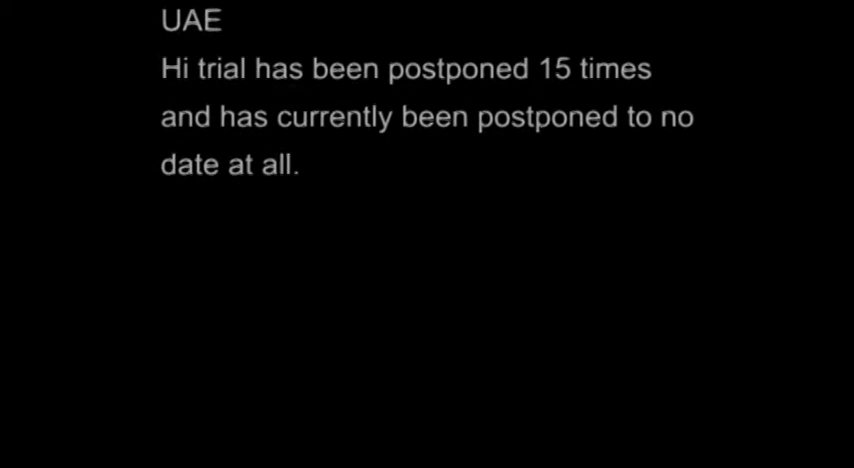 UAE
Hi trial has been postponed 15 times
and has currently been postponed to no
date at all.